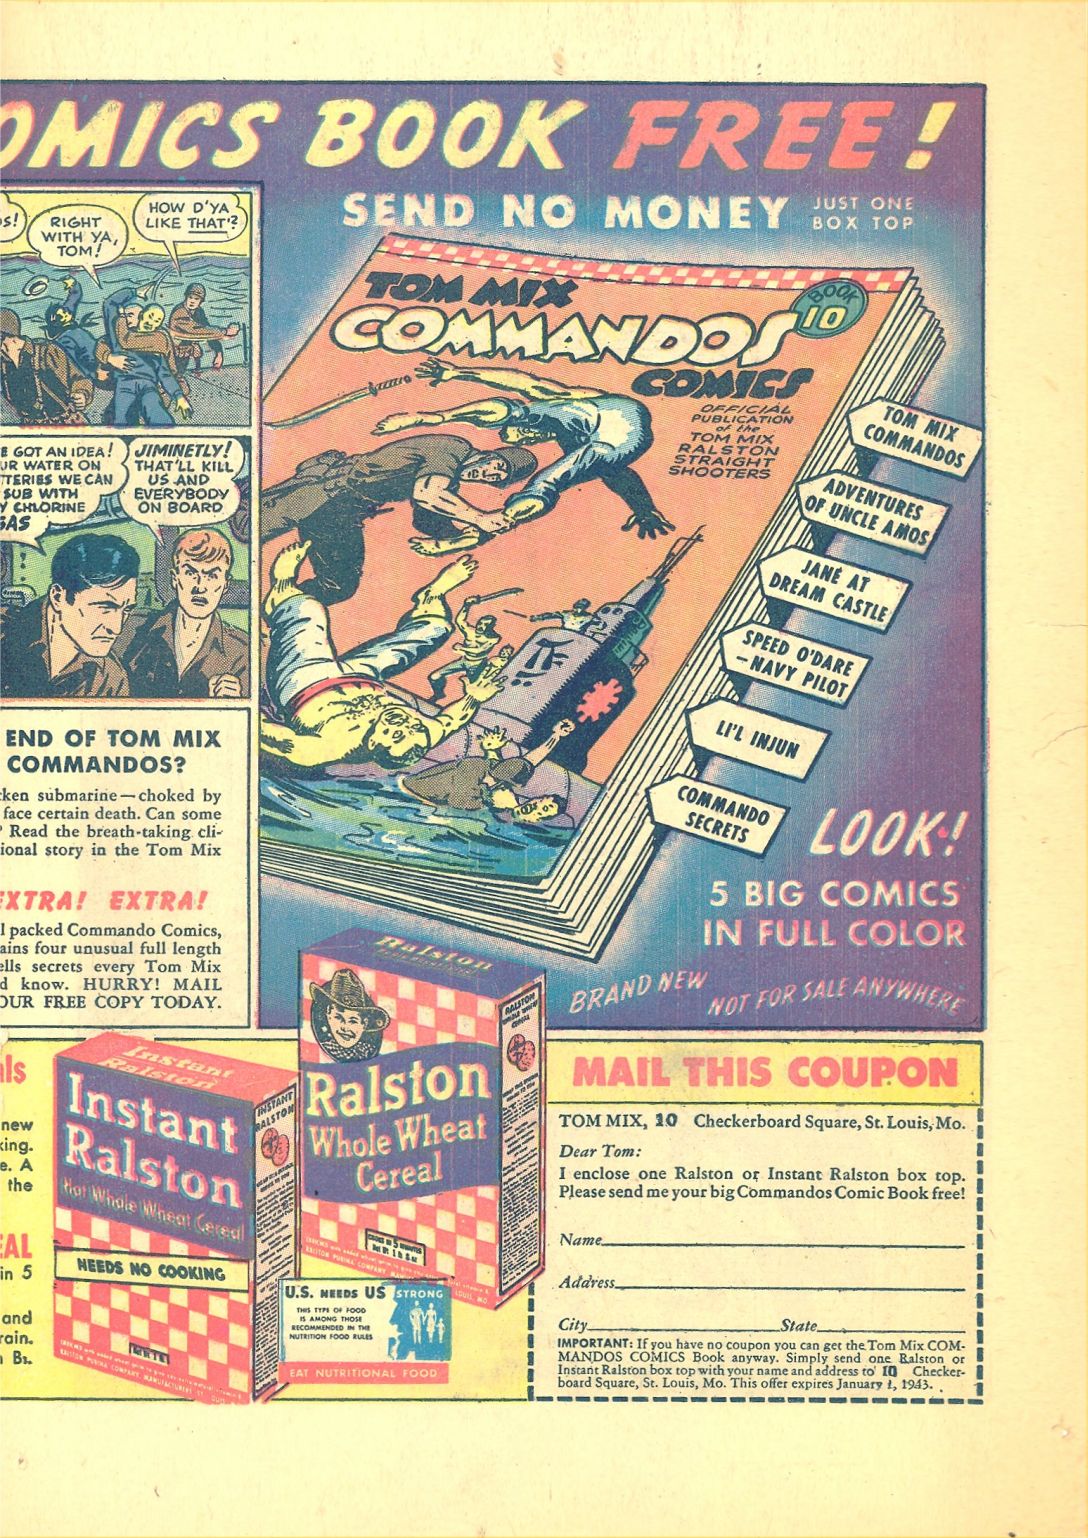 OMICS BOOK FREE!
SEND NO MONEY
JUST ONE
BOX TOP
RIGHT
WITH YA,
TOM!
HOW D'YA
LIKE THAT?
E GOT AN IDEA!
UR WATER ON
TTERIES WE CAN
SUB WITH
Y CHLORINE
GAS
JIMINETLY!
THAT'LL KILL
US AND
EVERYBODY
ON BOARD
TOM MIX
COMMANDOS
COMICS
BOOK
10
OFFICIAL
PUBLICATION
of the
TOM MIX
RALSTON
STRAIGHT
SHOOTERS
TOM MIX
COMMANDOS
ADVENTURES
OF UNCLE AMOS
JANE AT
DREAM CASTLE
SPEED O'DARE
—NAVY PILOT
LI'L INJUN
COMMANDO
SECRETS
END OF TOM MIX
COMMANDOS?
ken submarine—choked by
face certain death. Can some
? Read the breath-taking cli-
ional story in the Tom Mix
EXTRA! EXTRA!
l packed Commando Comics,
ains four unusual full length
ells secrets every Tom Mix
d know. HURRY! MAIL
OUR FREE COPY TODAY.
LOOK!
5 BIG COMICS
IN FULL COLOR
BRAND NEW
NOT FOR SALE ANYWHERE
als
new
king.
e. A
the
EAL
in 5
and
rain.
B1.
Instant
Ralston
Instant
Ralston
Hot Whole Wheat Cereal
NEEDS NO COOKING
INSTANT
RALSTON
Ralston
Ralston
Whole Wheat
Cereal
COOKS IN 5 MINUTES
U.S. NEEDS US STRONG
THIS TYPE OF FOOD
IS AMONG THOSE
RECOMMENDED IN THE
NUTRITION FOOD RULES
EAT NUTRITIONAL FOOD
MAIL THIS COUPON
TOM MIX, 10 Checkerboard Square, St. Louis, Mo.
Dear Tom:
I enclose one Ralston or Instant Ralston box top.
Please send me your big Commandos Comic Book free!
Name
Address
City State
IMPORTANT: If you have no coupon you can get the Tom Mix COM-
MANDOS COMICS Book anyway. Simply send one Ralston or
Instant Ralston box top with your name and address to 10 Checker-
board Square, St. Louis, Mo. This offer expires January 1, 1943.